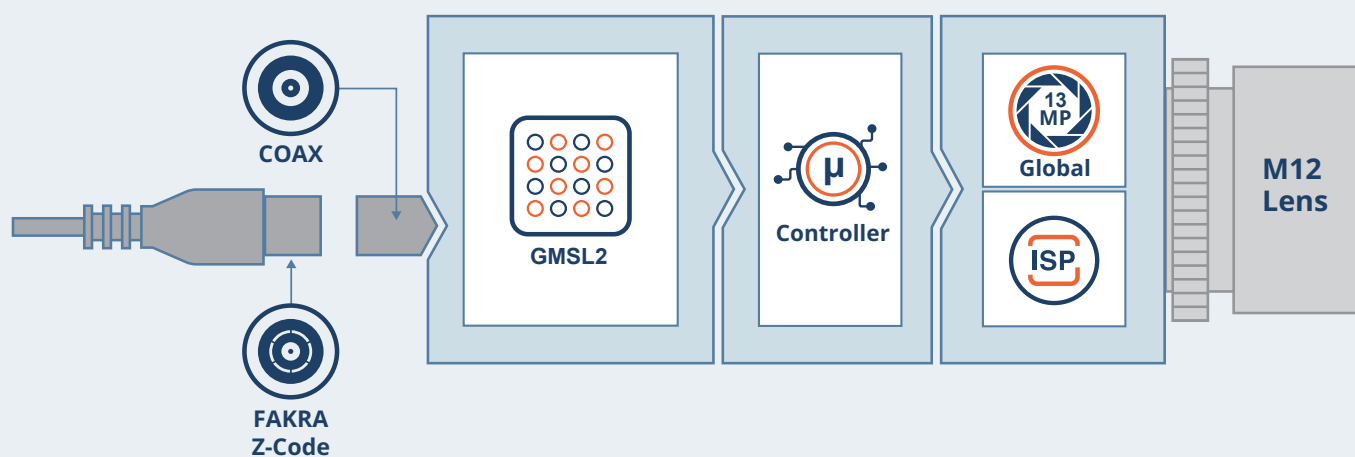 COAX
FAKRA
Z-Code
GMSL2
µ
Controller
13
MP
Global
ISP
M12
Lens